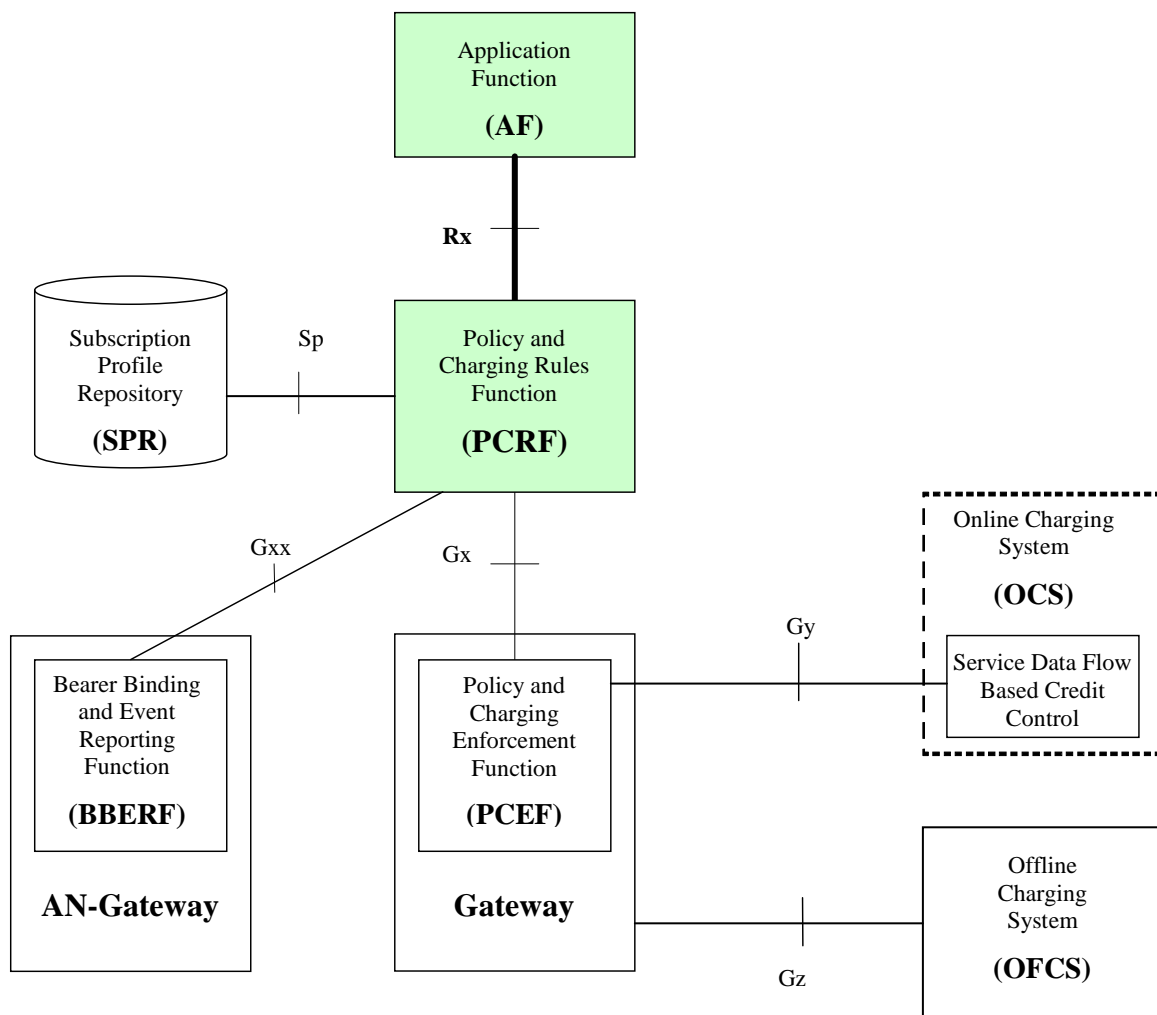 Application
Function
(AF)
Rx
Subscription
Profile
Repository
(SPR)
Sp
Policy and
Charging Rules
Function
(PCRF)
Gxx
Gx
Online Charging
System
(OCS)
Service Data Flow
Based Credit
Control
Gy
Bearer Binding
and Event
Reporting
Function
(BBERF)
AN-Gateway
Policy and
Charging
Enforcement
Function
(PCEF)
Gateway
Gz
Offline
Charging
System
(OFCS)